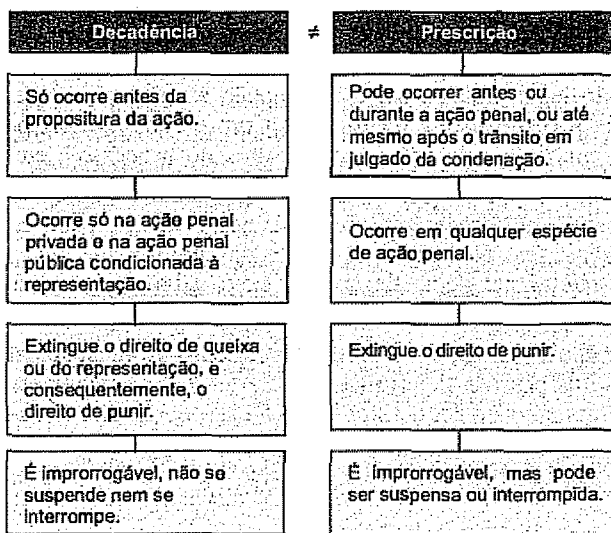 Decadência ≠ Prescrição
Só ocorre antes da
propositura da ação.
Pode ocorrer antes ou
durante a ação penal, ou até
mesmo após o trânsito em
julgado da condenação.
Ocorre só na ação penal
privada e na ação penal
pública condicionada à
representação.
Ocorre em qualquer espécie
de ação penal.
Extingue o direito de queixa
ou do representação, e
consequentemente, o
direito de punir.
Extingue o direito de punir.
É improrrogável, não se
suspende nem se
interrompe.
É improrrogável, mas pode
ser suspensa ou interrompida.